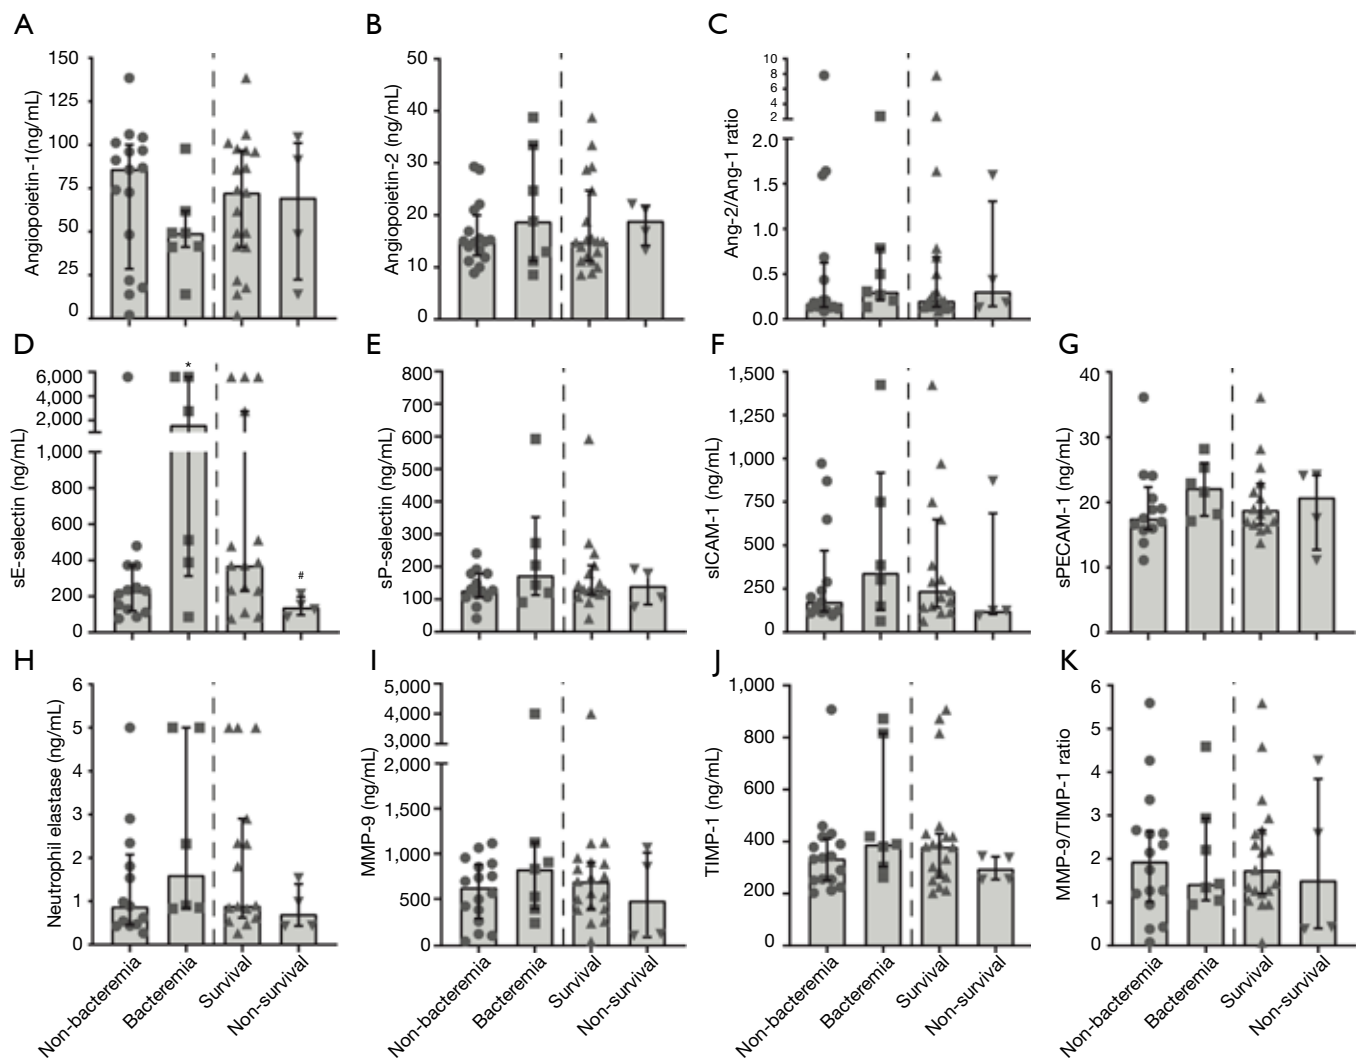 A
B
C
Angiopoietin-1(ng/mL)
150
125
100
75
50
25
0
Angiopoietin-2 (ng/mL)
50
40
30
20
10
0
Ang-2/Ang-1 ratio
10
8
6
4
2
2.0
1.5
1.0
0.5
0.0
D
E
F
G
sE-selectin (ng/mL)
6,000
4,000
2,000
1,000
800
600
400
200
0
*
#
sP-selectin (ng/mL)
800
700
600
500
400
300
200
100
0
sICAM-1 (ng/mL)
1,500
1,250
1,000
750
500
250
0
sPECAM-1 (ng/mL)
40
30
20
10
0
H
I
J
K
Neutrophil elastase (ng/mL)
6
5
4
3
2
1
0
MMP-9 (ng/mL)
5,000
4,000
3,000
2,000
1,500
1,000
500
0
TIMP-1 (ng/mL)
1,000
800
600
400
200
0
MMP-9/TIMP-1 ratio
6
5
4
3
2
1
0
Non-bacteremia
Bacteremia
Survival
Non-survival
Non-bacteremia
Bacteremia
Survival
Non-survival
Non-bacteremia
Bacteremia
Survival
Non-survival
Non-bacteremia
Bacteremia
Survival
Non-survival